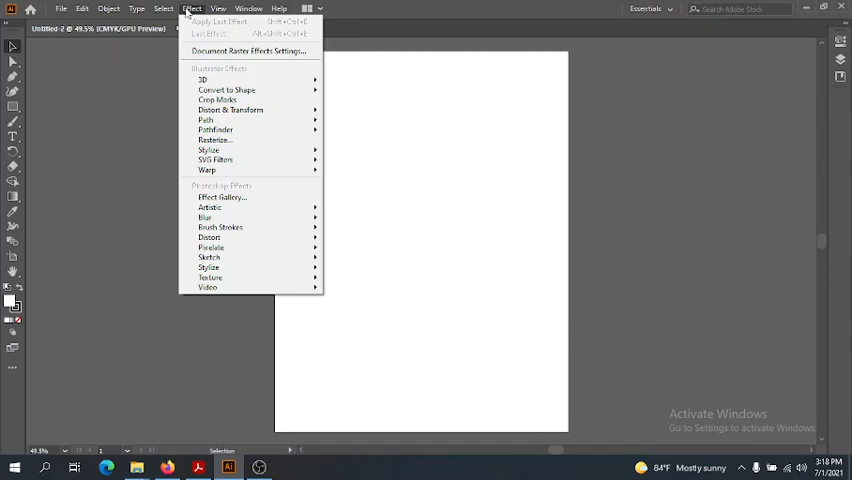 File Edit Object Type Select Effect View Window Help Essentials Search Adobe Stock
Untitled-2 @ 49.5% (CMYK/GPU Preview)
Apply Last Effect Shift+Ctrl+E
Last Effect Alt+Shift+Ctrl+E
Document Raster Effects Settings...
Illustrator Effects
3D
Convert to Shape
Crop Marks
Distort & Transform
Path
Pathfinder
Rasterize...
Stylize
SVG Filters
Warp
Photoshop Effects
Effect Gallery...
Artistic
Blur
Brush Strokes
Distort
Pixelate
Sketch
Stylize
Texture
Video
Activate Windows
Go to Settings to activate Windows.
49.5% 1 Selection
84°F Mostly sunny
3:18 PM
7/1/2021